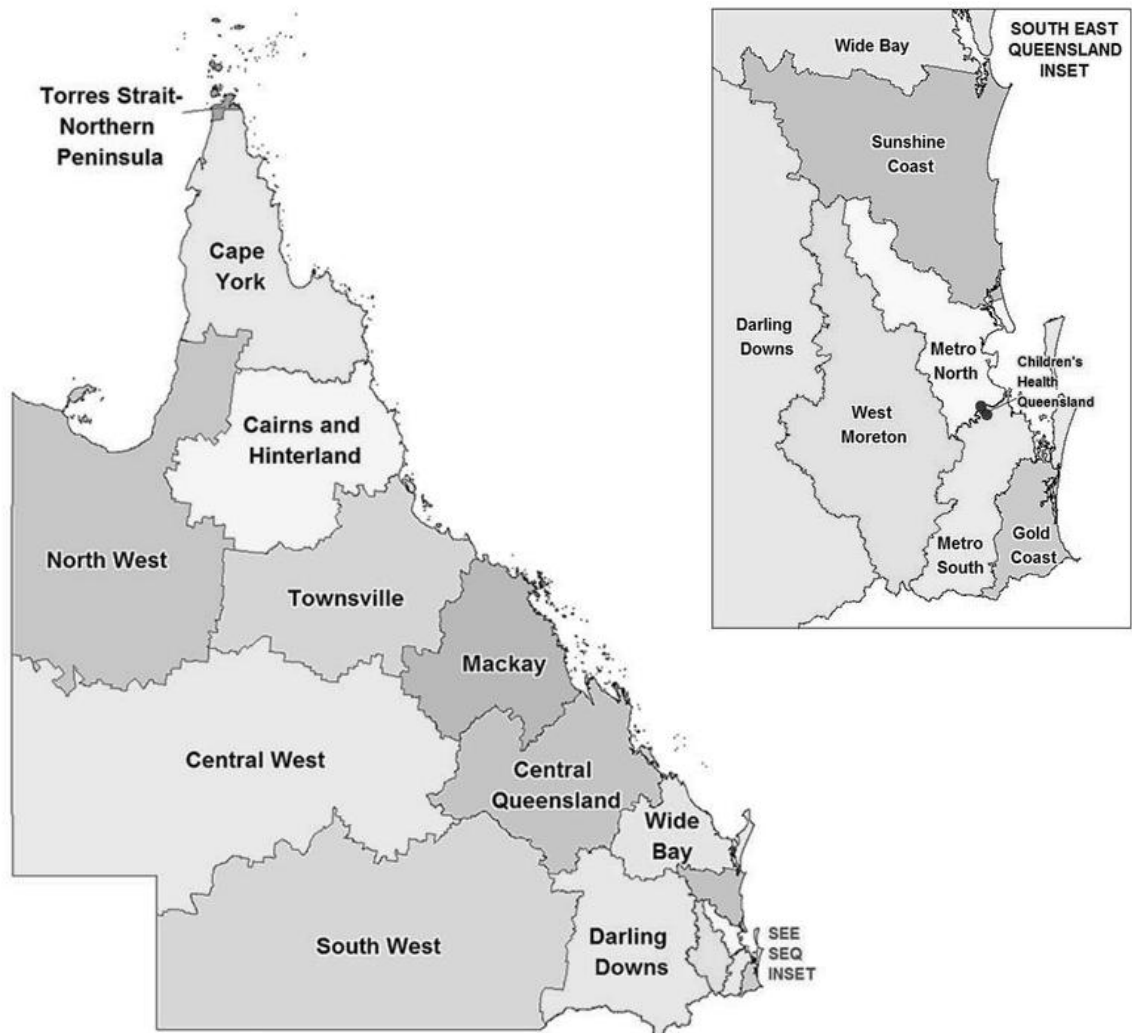 Torres Strait-
Northern
Peninsula
Cape
York
Cairns and
Hinterland
North West
Townsville
Mackay
Central West
Central
Queensland
Wide
Bay
South West
Darling
Downs
SEE
SEQ
INSET
SOUTH EAST
QUEENSLAND
INSET
Wide Bay
Sunshine
Coast
Darling
Downs
Metro
North
Children's
Health
Queensland
West
Moreton
Metro
South
Gold
Coast